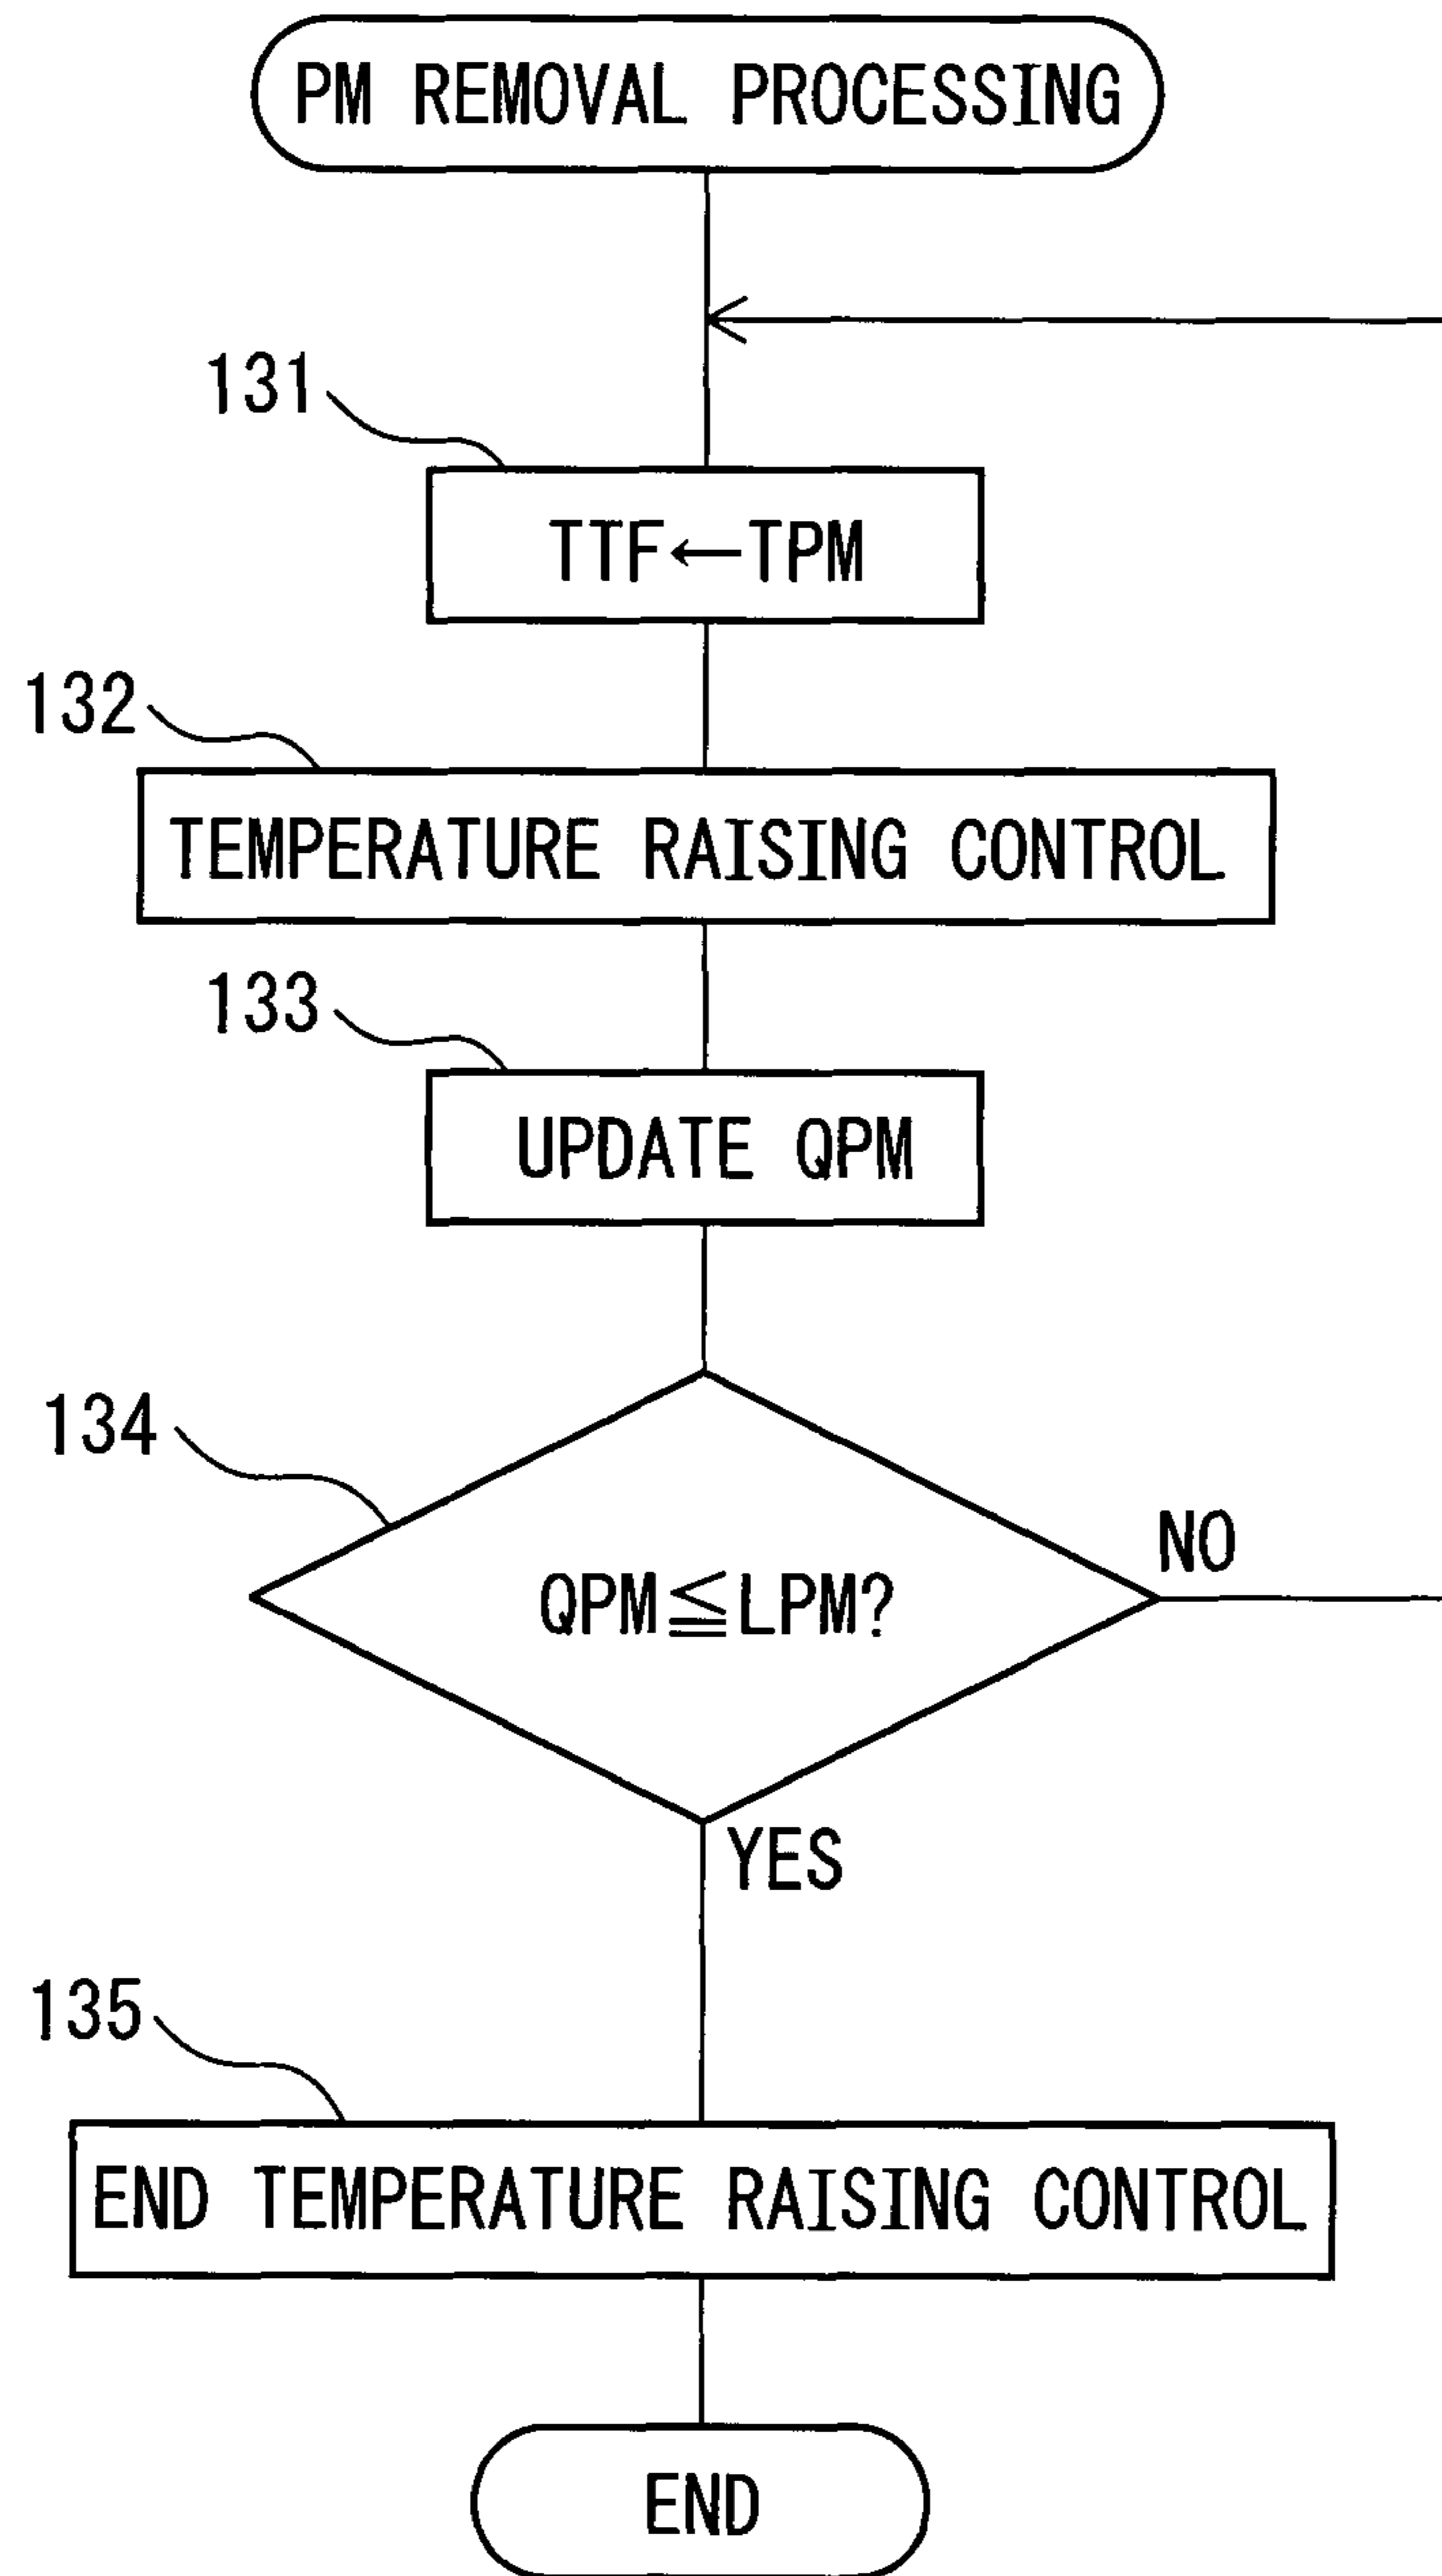 PM REMOVAL PROCESSING
131
TTF←TPM
132
TEMPERATURE RAISING CONTROL
133
UPDATE QPM
134
QPM≦LPM?
NO
YES
135
END TEMPERATURE RAISING CONTROL
END